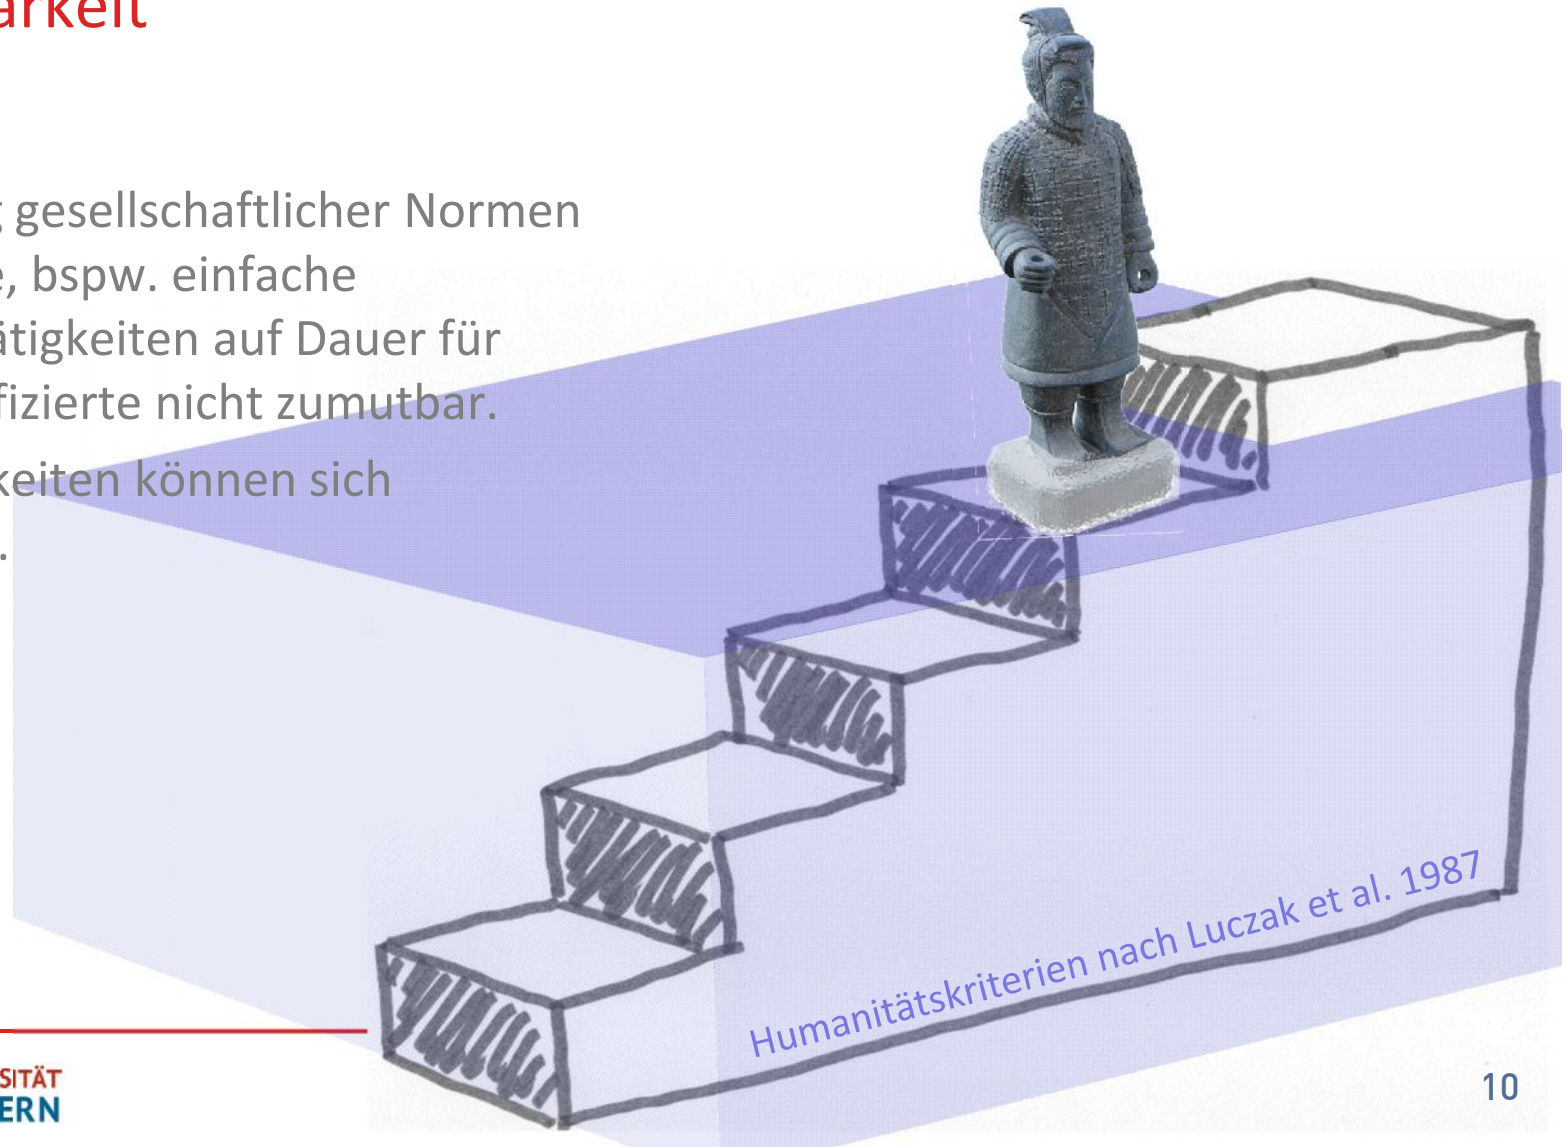 arkeit
g gesellschaftlicher Normen
e, bspw. einfache
ätigkeiten auf Dauer für
fizierte nicht zumutbar.
keiten können sich
.
Humanitätskriterien nach Luczak et al. 1987
SITÄT
ERN
10